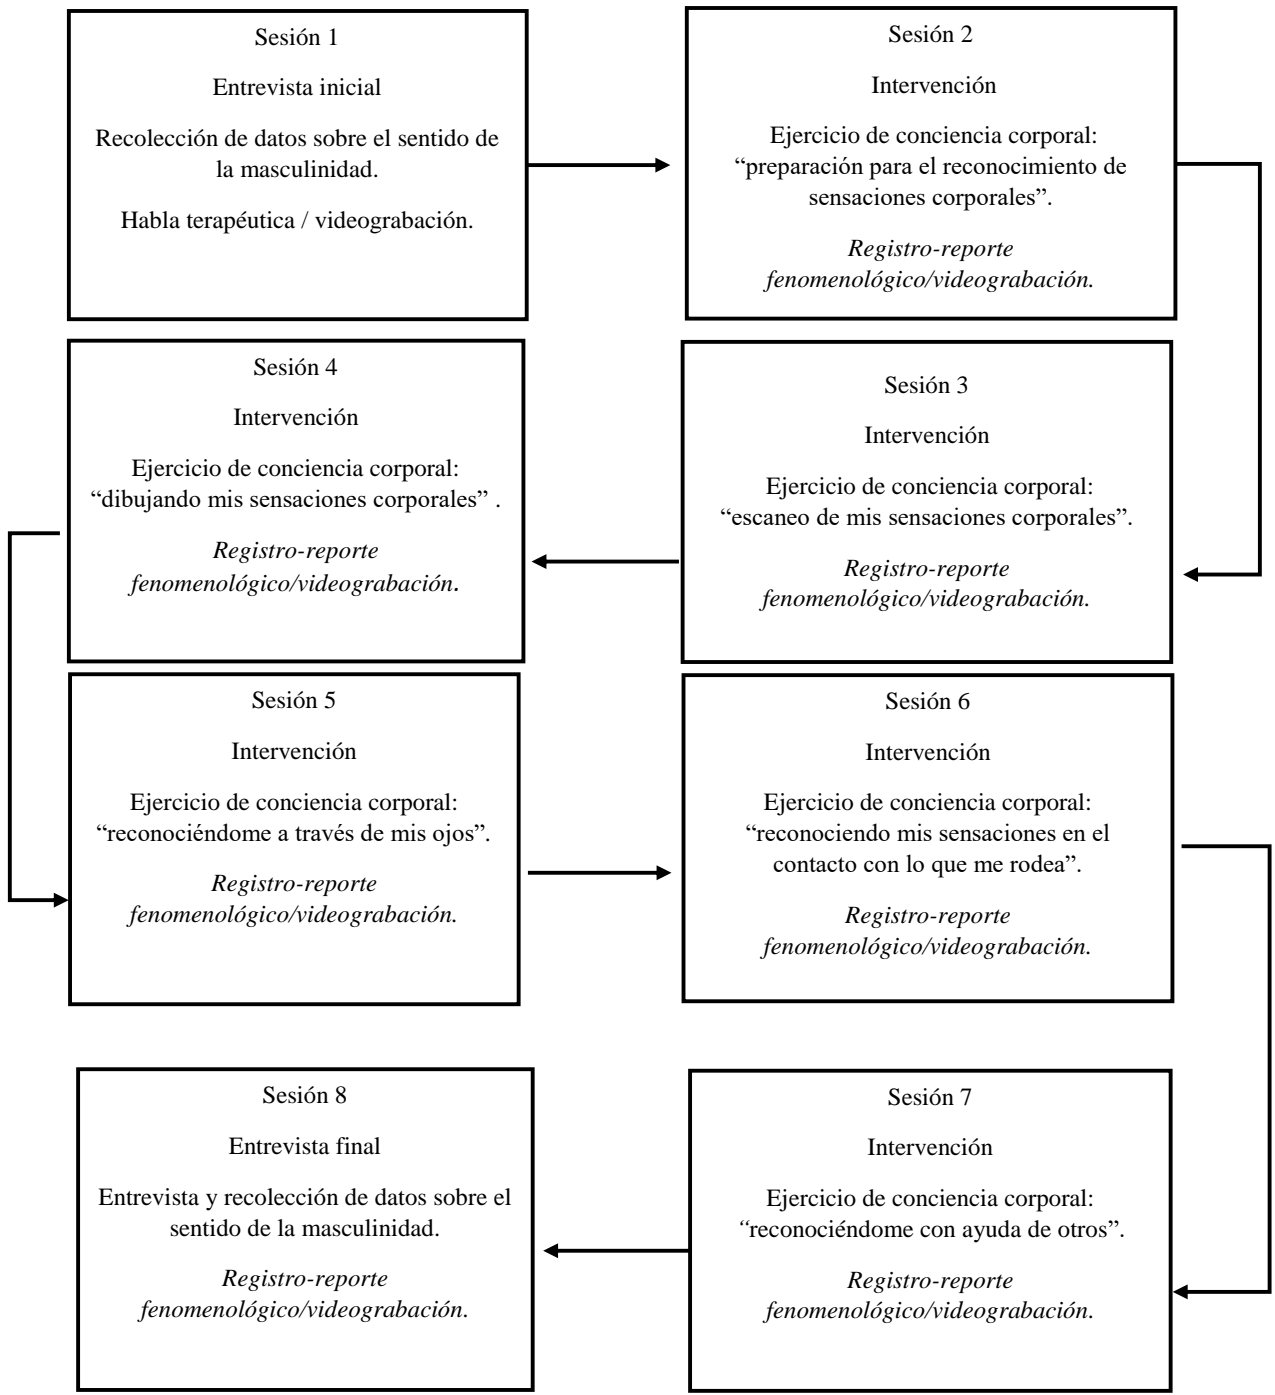 Sesión 1
Entrevista inicial
Recolección de datos sobre el sentido de
la masculinidad.
Habla terapéutica / videograbación.
Sesión 2
Intervención
Ejercicio de conciencia corporal:
“preparación para el reconocimiento de
sensaciones corporales”.
Registro-reporte
fenomenológico/videograbación.
Sesión 3
Intervención
Ejercicio de conciencia corporal:
“escaneo de mis sensaciones corporales”.
Registro-reporte
fenomenológico/videograbación.
Sesión 4
Intervención
Ejercicio de conciencia corporal:
“dibujando mis sensaciones corporales” .
Registro-reporte
fenomenológico/videograbación.
Sesión 5
Intervención
Ejercicio de conciencia corporal:
“reconociéndome a través de mis ojos”.
Registro-reporte
fenomenológico/videograbación.
Sesión 6
Intervención
Ejercicio de conciencia corporal:
“reconociendo mis sensaciones en el
contacto con lo que me rodea”.
Registro-reporte
fenomenológico/videograbación.
Sesión 7
Intervención
Ejercicio de conciencia corporal:
“reconociéndome con ayuda de otros”.
Registro-reporte
fenomenológico/videograbación.
Sesión 8
Entrevista final
Entrevista y recolección de datos sobre el
sentido de la masculinidad.
Registro-reporte
fenomenológico/videograbación.